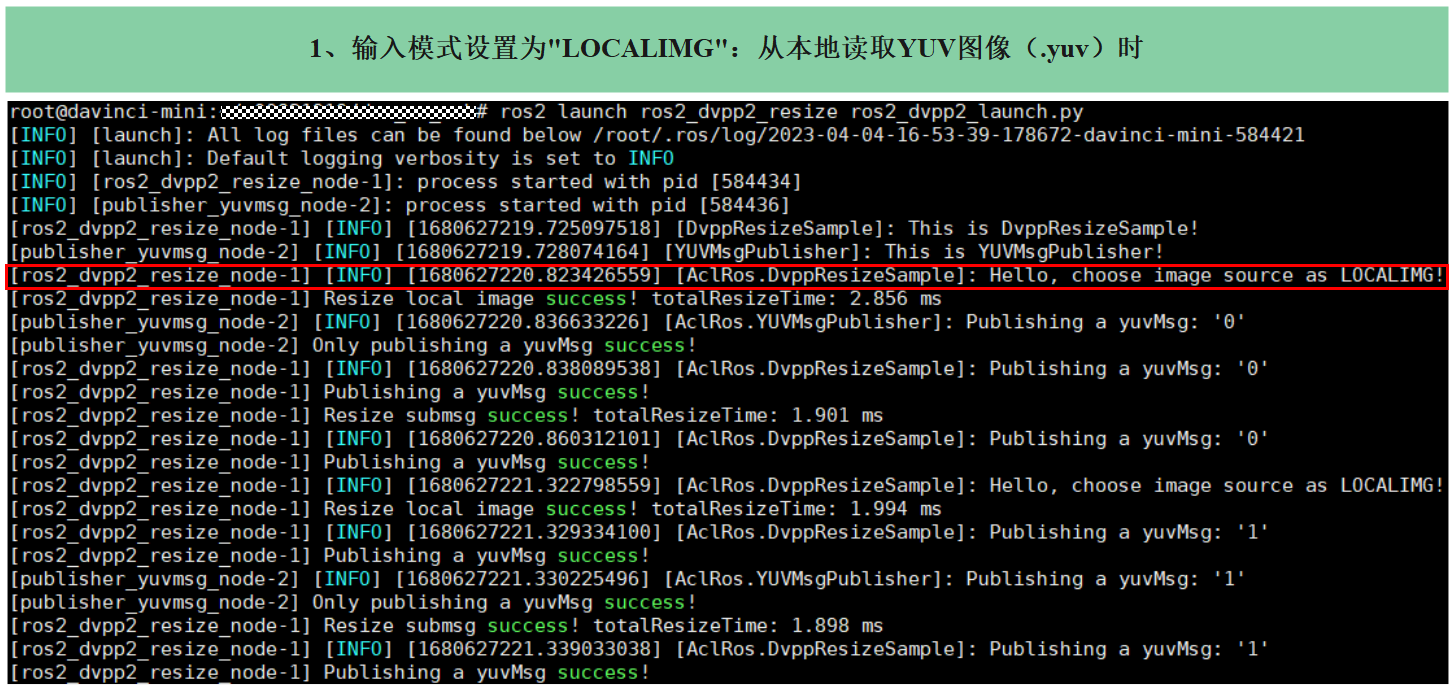 1、输入模式设置为"LOCALIMG"：从本地读取YUV图像（.yuv）时
root@davinci-mini: # ros2 launch ros2_dvpp2_resize ros2_dvpp2_launch.py
[INFO] [launch]: All log files can be found below /root/.ros/log/2023-04-04-16-53-39-178672-davinci-mini-584421
[INFO] [launch]: Default logging verbosity is set to INFO
[INFO] [ros2_dvpp2_resize_node-1]: process started with pid [584434]
[INFO] [publisher_yuvmsg_node-2]: process started with pid [584436]
[ros2_dvpp2_resize_node-1] [INFO] [1680627219.725097518] [DvppResizeSample]: This is DvppResizeSample!
[publisher_yuvmsg_node-2] [INFO] [1680627219.728074164] [YUVMsgPublisher]: This is YUVMsgPublisher!
[ros2_dvpp2_resize_node-1] [INFO] [1680627220.823426559] [AclRos.DvppResizeSample]: Hello, choose image source as LOCALIMG!
[ros2_dvpp2_resize_node-1] Resize local image success! totalResizeTime: 2.856 ms
[publisher_yuvmsg_node-2] [INFO] [1680627220.836633226] [AclRos.YUVMsgPublisher]: Publishing a yuvMsg: '0'
[publisher_yuvmsg_node-2] Only publishing a yuvMsg success!
[ros2_dvpp2_resize_node-1] [INFO] [1680627220.838089538] [AclRos.DvppResizeSample]: Publishing a yuvMsg: '0'
[ros2_dvpp2_resize_node-1] Publishing a yuvMsg success!
[ros2_dvpp2_resize_node-1] Resize submsg success! totalResizeTime: 1.901 ms
[ros2_dvpp2_resize_node-1] [INFO] [1680627220.860312101] [AclRos.DvppResizeSample]: Publishing a yuvMsg: '0'
[ros2_dvpp2_resize_node-1] Publishing a yuvMsg success!
[ros2_dvpp2_resize_node-1] [INFO] [1680627221.322798559] [AclRos.DvppResizeSample]: Hello, choose image source as LOCALIMG!
[ros2_dvpp2_resize_node-1] Resize local image success! totalResizeTime: 1.994 ms
[ros2_dvpp2_resize_node-1] [INFO] [1680627221.329334100] [AclRos.DvppResizeSample]: Publishing a yuvMsg: '1'
[ros2_dvpp2_resize_node-1] Publishing a yuvMsg success!
[publisher_yuvmsg_node-2] [INFO] [1680627221.330225496] [AclRos.YUVMsgPublisher]: Publishing a yuvMsg: '1'
[publisher_yuvmsg_node-2] Only publishing a yuvMsg success!
[ros2_dvpp2_resize_node-1] Resize submsg success! totalResizeTime: 1.898 ms
[ros2_dvpp2_resize_node-1] [INFO] [1680627221.339033038] [AclRos.DvppResizeSample]: Publishing a yuvMsg: '1'
[ros2_dvpp2_resize_node-1] Publishing a yuvMsg success!